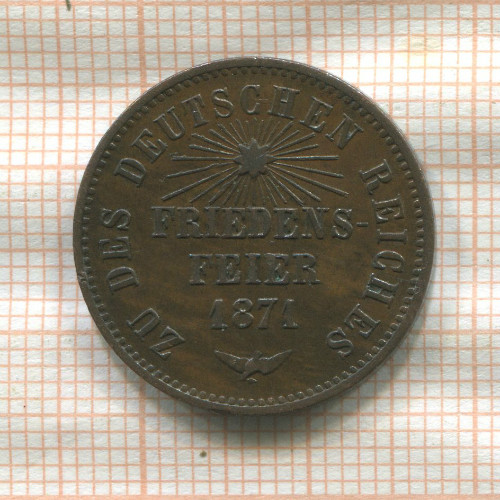 ZU DES DEUTSCHEN REICHES
FRIEDENS-
FEIER
1871